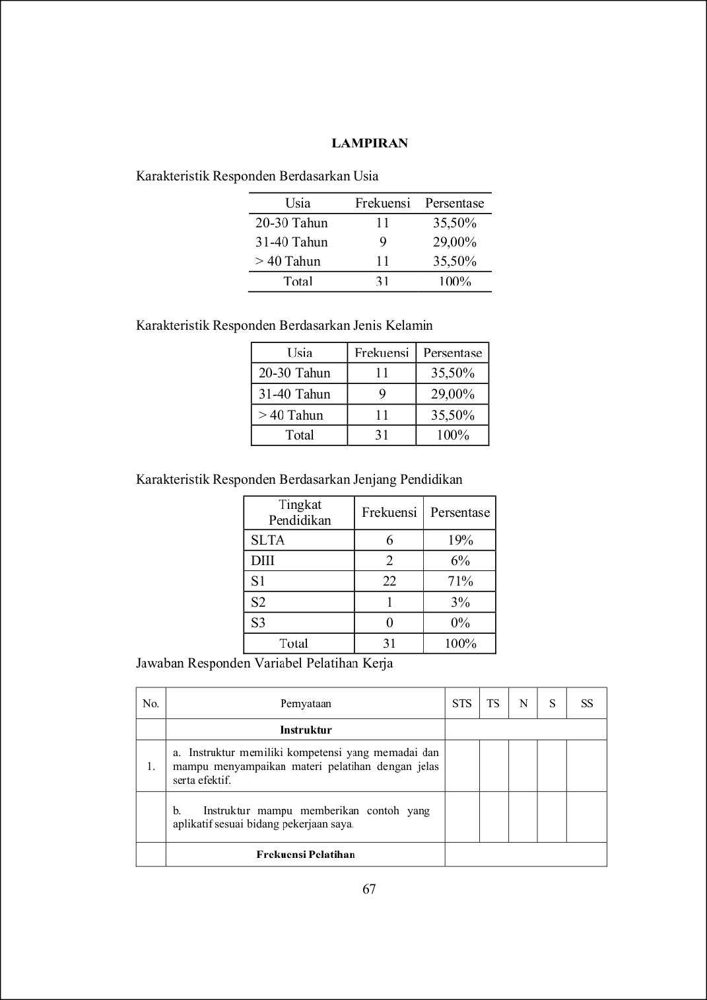 LAMPIRAN
Karakteristik Responden Berdasarkan Usia
Usia Frekuensi Persentase
20-30 Tahun 11 35,50%
31-40 Tahun 9 29,00%
> 40 Tahun 11 35,50%
Total 31 100%
Karakteristik Responden Berdasarkan Jenis Kelamin
Usia Frekuensi Persentase
20-30 Tahun 11 35,50%
31-40 Tahun 9 29,00%
> 40 Tahun 11 35,50%
Total 31 100%
Karakteristik Responden Berdasarkan Jenjang Pendidikan
Tingkat
Pendidikan Frekuensi Persentase
SLTA 6 19%
DIII 2 6%
S1 22 71%
S2 1 3%
S3 0 0%
Total 31 100%
Jawaban Responden Variabel Pelatihan Kerja
No. Pernyataan STS TS N S SS
Instruktur
a. Instruktur memiliki kompetensi yang memadai dan
1. mampu menyampaikan materi pelatihan dengan jelas
serta efektif.
b. Instruktur mampu memberikan contoh yang
aplikatif sesuai bidang pekerjaan saya.
Frekuensi Pelatihan
67